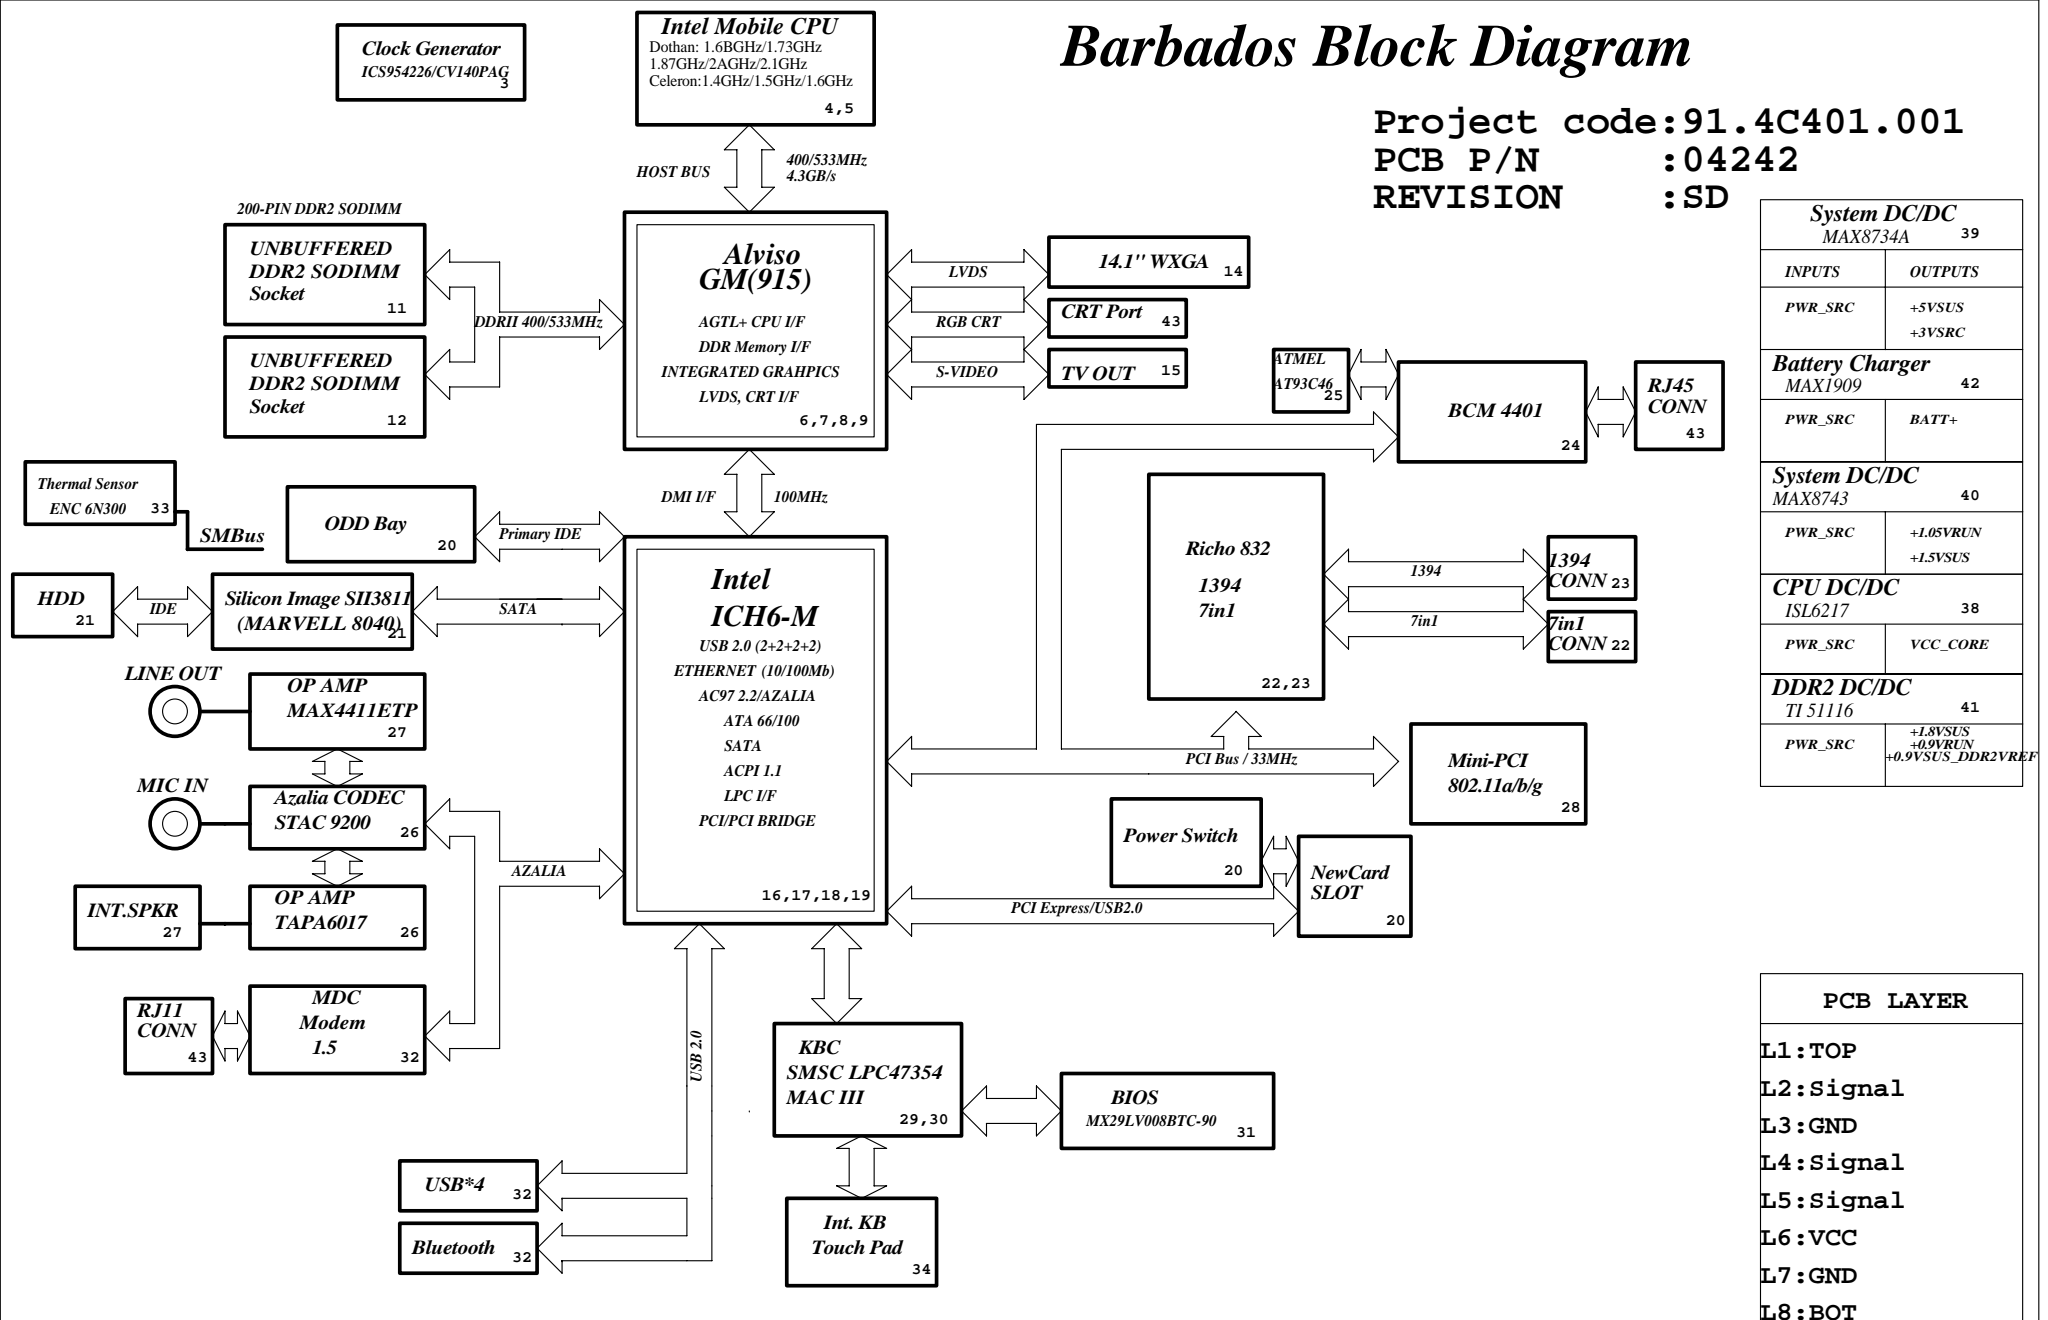 Barbados Block Diagram
Project code:91.4C401.001
PCB P/N :04242
REVISION :SD
Clock Generator
ICS954226/CV140PAG
3
Intel Mobile CPU
Dothan: 1.6BGHz/1.73GHz
1.87GHz/2AGHz/2.1GHz
Celeron:1.4GHz/1.5GHz/1.6GHz
4,5
HOST BUS
400/533MHz
4.3GB/s
200-PIN DDR2 SODIMM
UNBUFFERED
DDR2 SODIMM
Socket
11
UNBUFFERED
DDR2 SODIMM
Socket
12
DDRII 400/533MHz
Alviso
GM(915)
AGTL+ CPU I/F
DDR Memory I/F
INTEGRATED GRAHPICS
LVDS, CRT I/F
6,7,8,9
LVDS
RGB CRT
S-VIDEO
14.1" WXGA
14
CRT Port
43
TV OUT
15
ATMEL
AT93C46
25
BCM 4401
24
RJ45
CONN
43
Thermal Sensor
ENC 6N300
33
SMBus
ODD Bay
20
Primary IDE
DMI I/F
100MHz
HDD
21
IDE
Silicon Image SII3811
(MARVELL 8040)
21
SATA
Intel
ICH6-M
USB 2.0 (2+2+2+2)
ETHERNET (10/100Mb)
AC97 2.2/AZALIA
ATA 66/100
SATA
ACPI 1.1
LPC I/F
PCI/PCI BRIDGE
16,17,18,19
Richo 832
1394
7in1
22,23
1394
7in1
1394
CONN
23
7in1
CONN
22
LINE OUT
OP AMP
MAX4411ETP
27
MIC IN
Azalia CODEC
STAC 9200
26
AZALIA
INT.SPKR
27
OP AMP
TAPA6017
26
RJ11
CONN
43
MDC
Modem
1.5
32
PCI Bus / 33MHz
Mini-PCI
802.11a/b/g
28
Power Switch
20
NewCard
SLOT
20
PCI Express/USB2.0
USB 2.0
KBC
SMSC LPC47354
MAC III
29,30
BIOS
MX29LV008BTC-90
31
USB*4
32
Bluetooth
32
Int. KB
Touch Pad
34
System DC/DC
MAX8734A
39
INPUTS OUTPUTS
PWR_SRC +5VSUS
+3VSRC
Battery Charger
MAX1909
42
PWR_SRC BATT+
System DC/DC
MAX8743
40
PWR_SRC +1.05VRUN
+1.5VSUS
CPU DC/DC
ISL6217
38
PWR_SRC VCC_CORE
DDR2 DC/DC
TI 51116
41
PWR_SRC +1.8VSUS
+0.9VRUN
+0.9VSUS_DDR2VREF
PCB LAYER
L1:TOP
L2:Signal
L3:GND
L4:Signal
L5:Signal
L6:VCC
L7:GND
L8:BOT